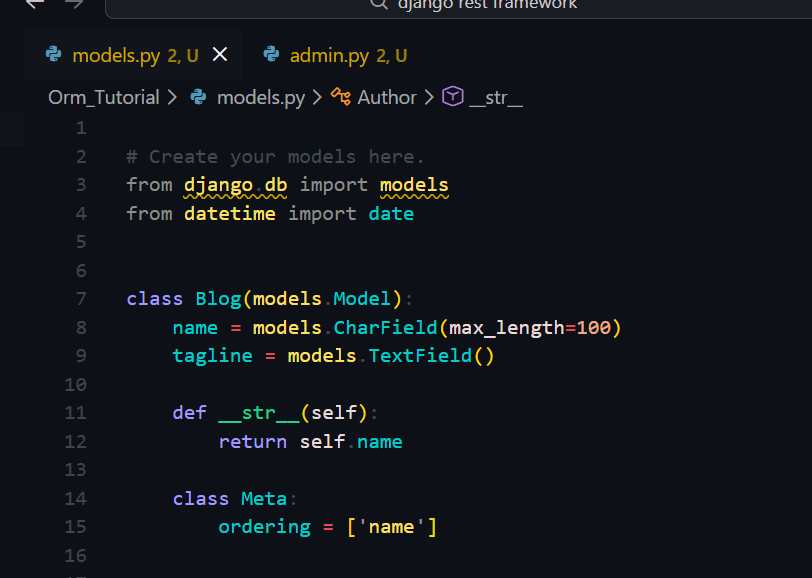 django rest framework
models.py 2, U
admin.py 2, U
Orm_Tutorial > models.py > Author > __str__
1
2 # Create your models here.
3 from django.db import models
4 from datetime import date
5
6
7 class Blog(models.Model):
8 name = models.CharField(max_length=100)
9 tagline = models.TextField()
10
11 def __str__(self):
12 return self.name
13
14 class Meta:
15 ordering = ['name']
16